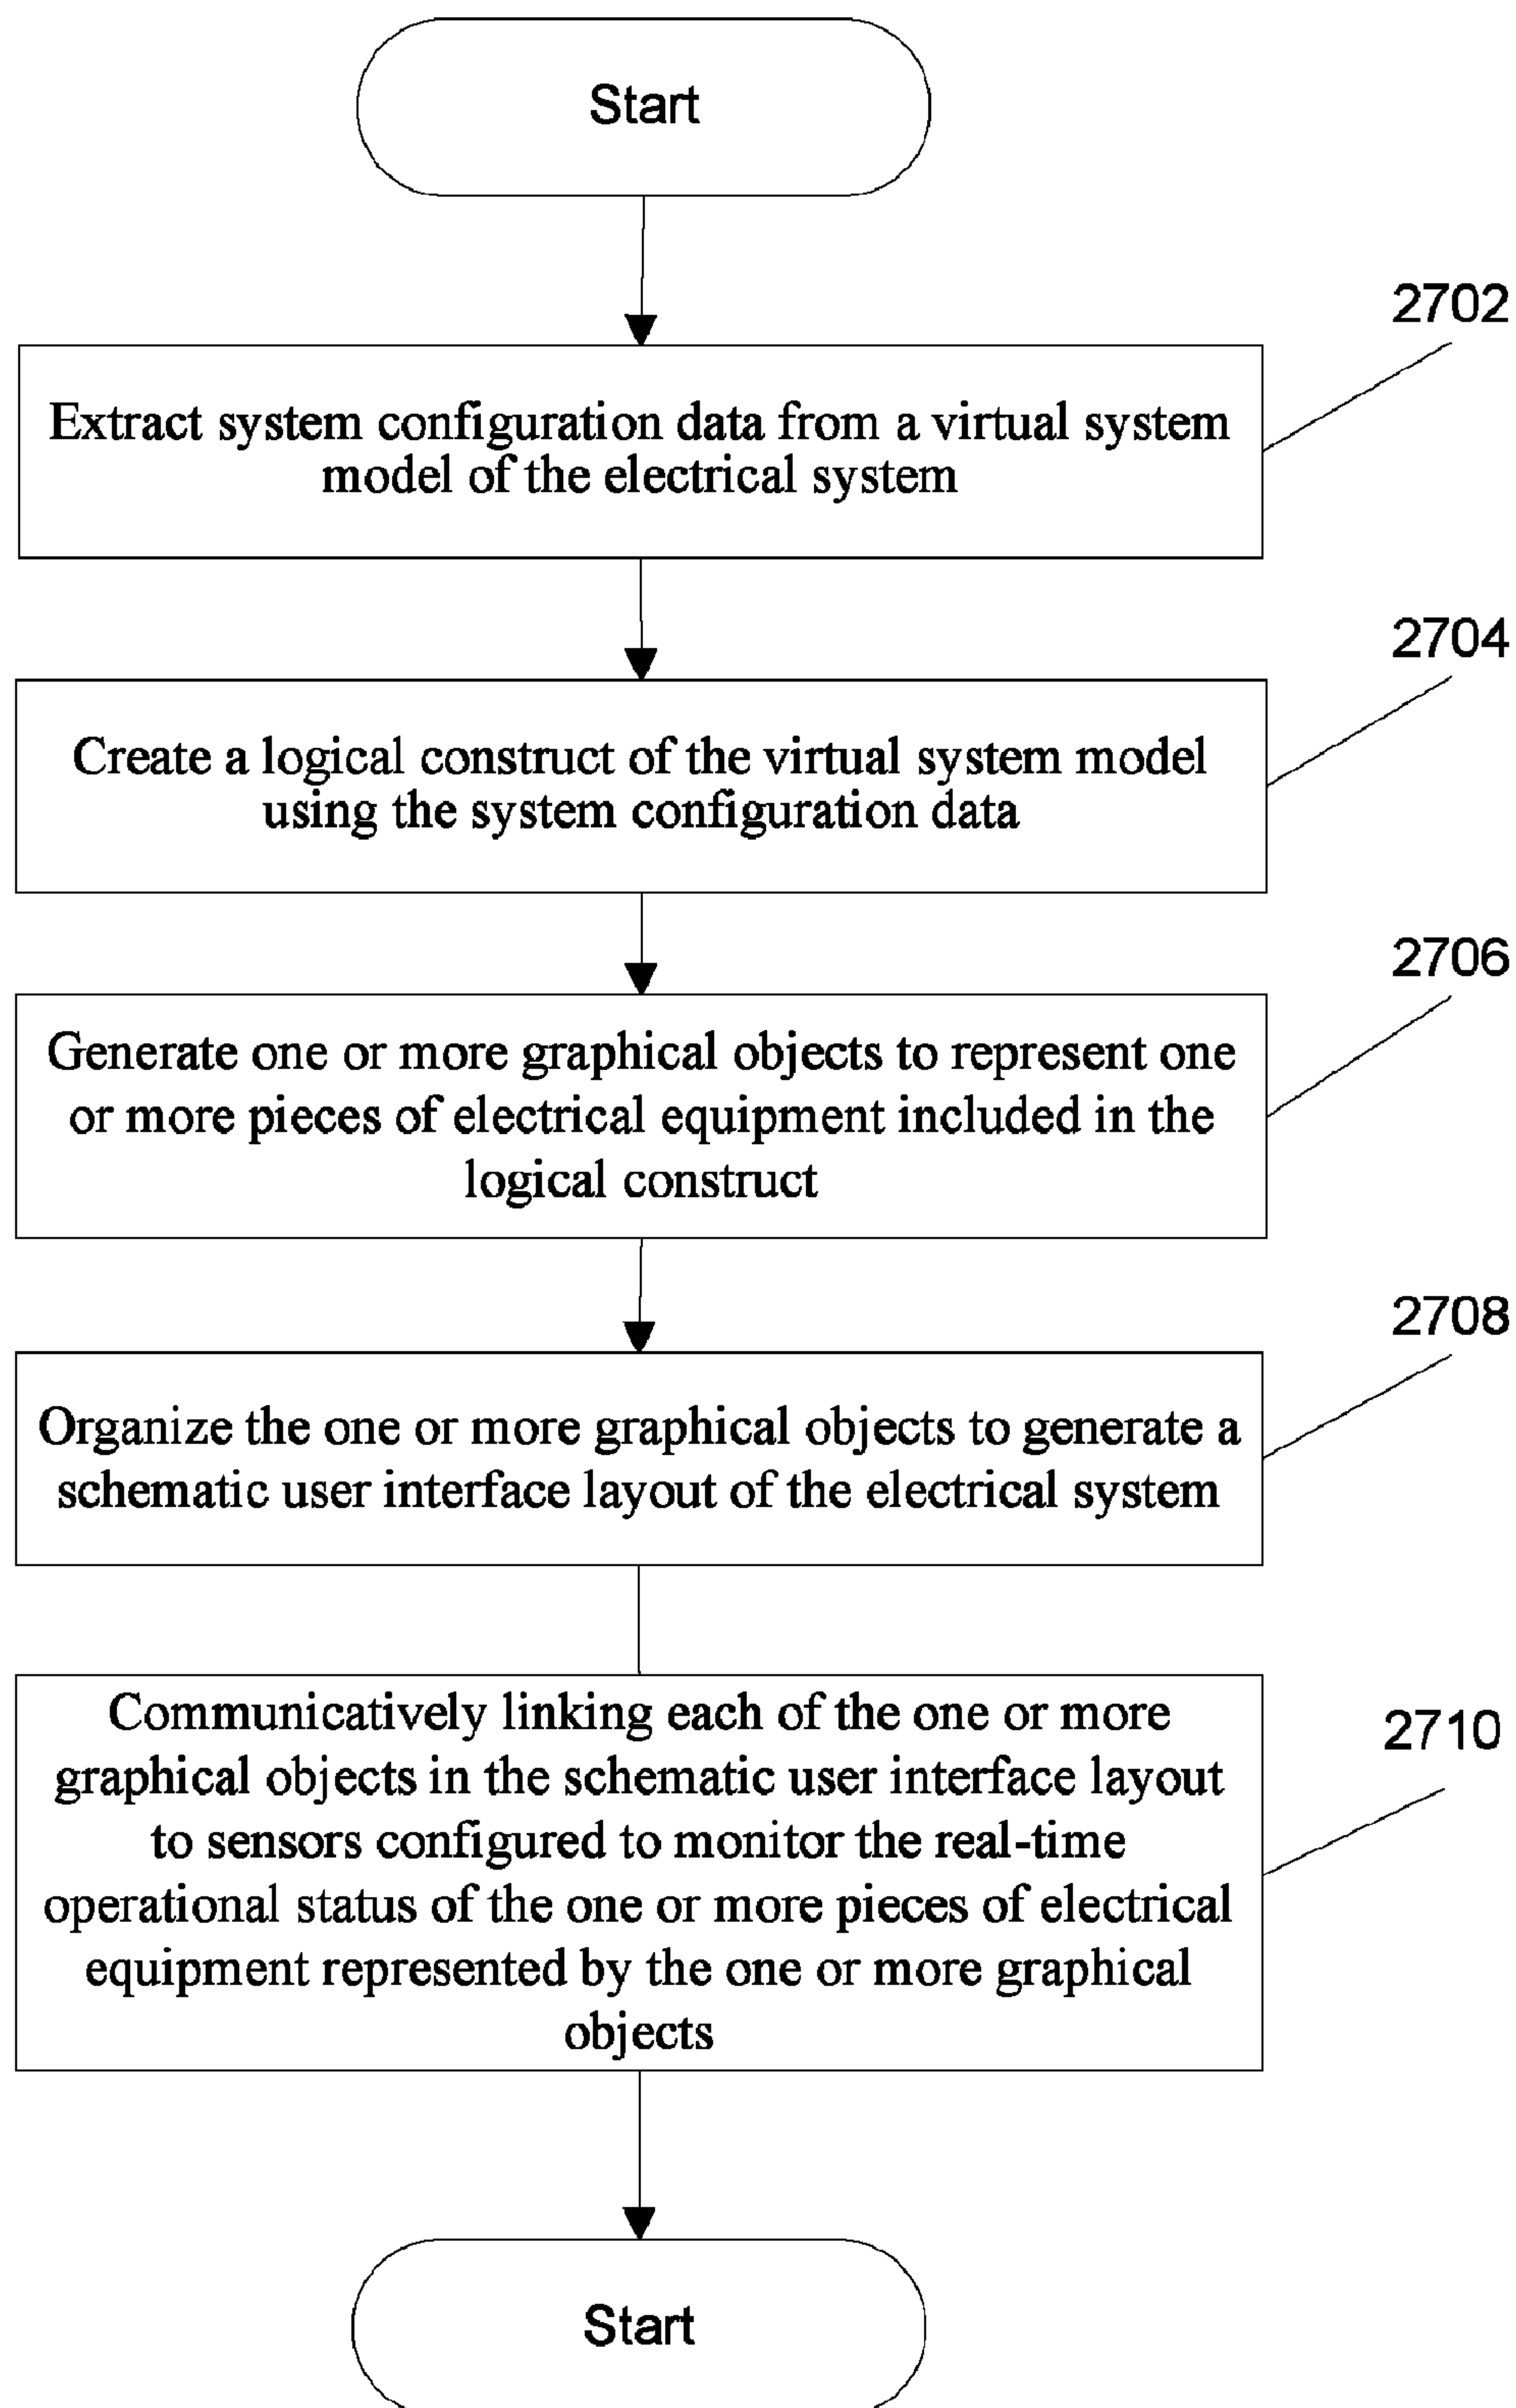 Start
2702
Extract system configuration data from a virtual system
model of the electrical system
2704
Create a logical construct of the virtual system model
using the system configuration data
2706
Generate one or more graphical objects to represent one
or more pieces of electrical equipment included in the
logical construct
2708
Organize the one or more graphical objects to generate a
schematic user interface layout of the electrical system
2710
Communicatively linking each of the one or more
graphical objects in the schematic user interface layout
to sensors configured to monitor the real-time
operational status of the one or more pieces of electrical
equipment represented by the one or more graphical
objects
Start